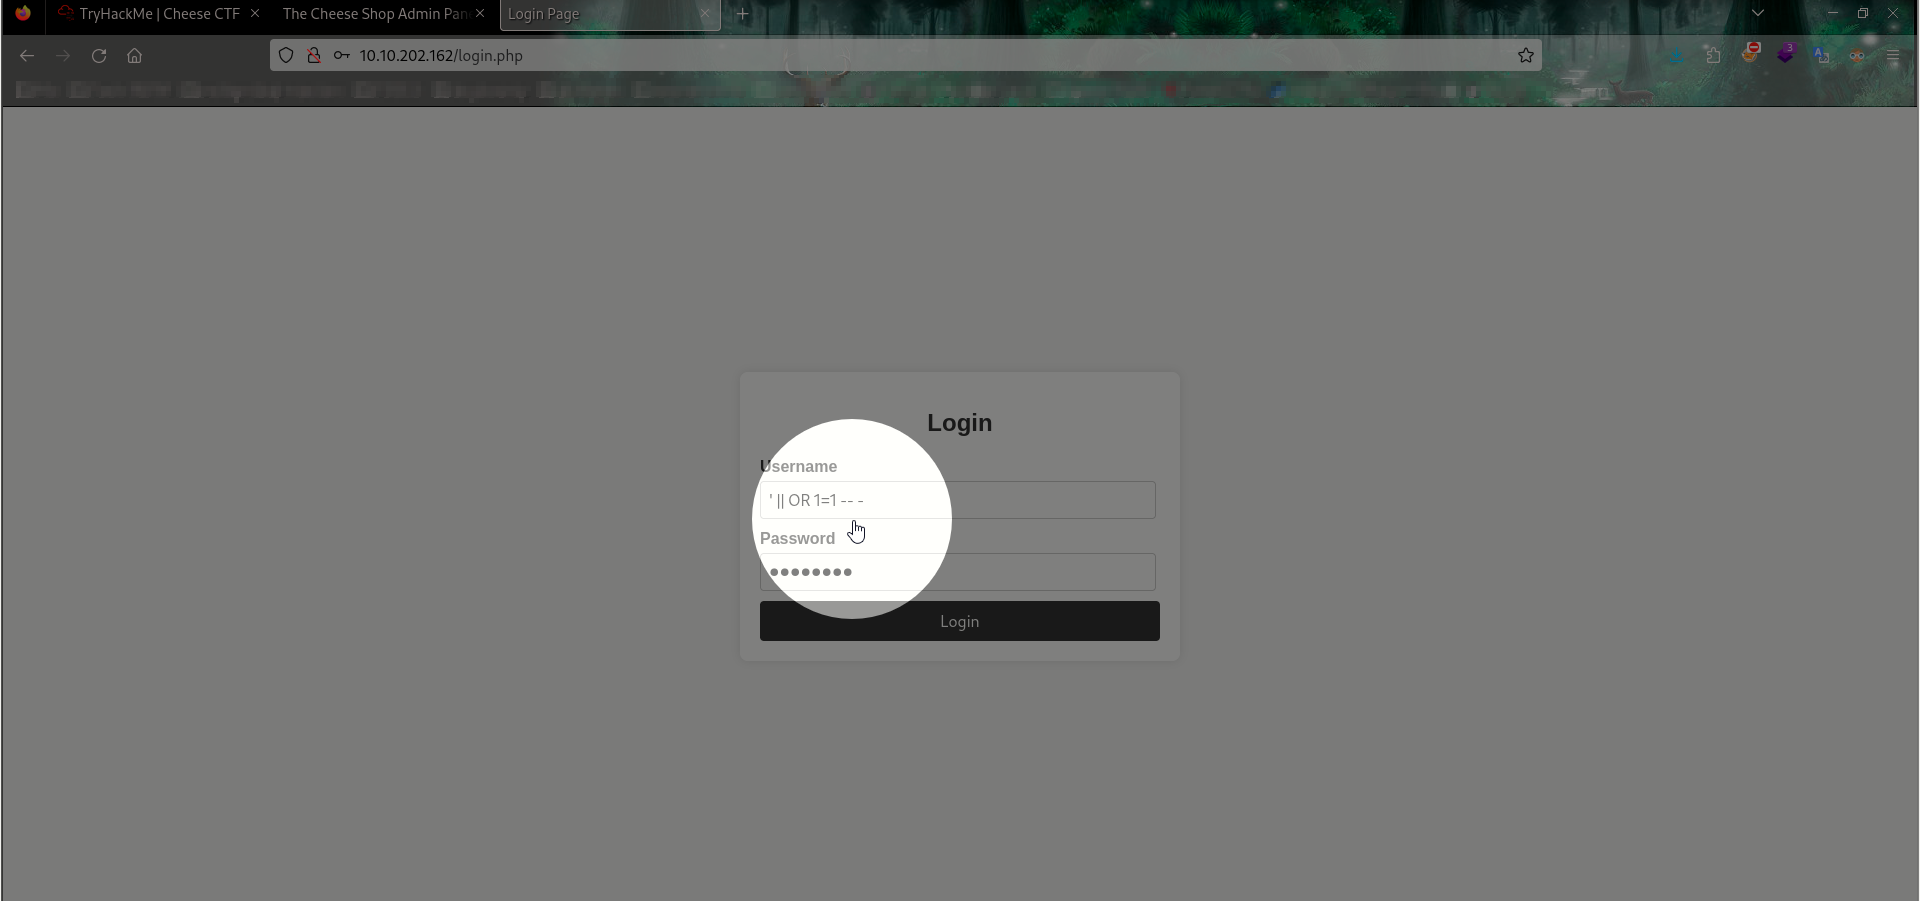 TryHackMe | Cheese CTF
The Cheese Shop Admin Pan
Login Page
10.10.202.162/login.php
3
Login
Username
' || OR 1=1 -- -
Password
Login